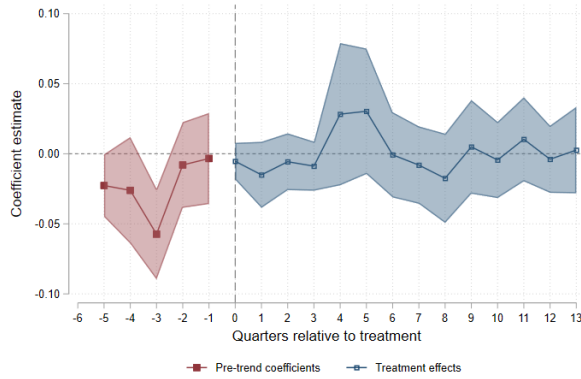 0.10
0.05
0.00
-0.05
-0.10
Coefficient estimate
-6 -5 -4 -3 -2 -1 0 1 2 3 4 5 6 7 8 9 10 11 12 13
Quarters relative to treatment
Pre-trend coefficients Treatment effects